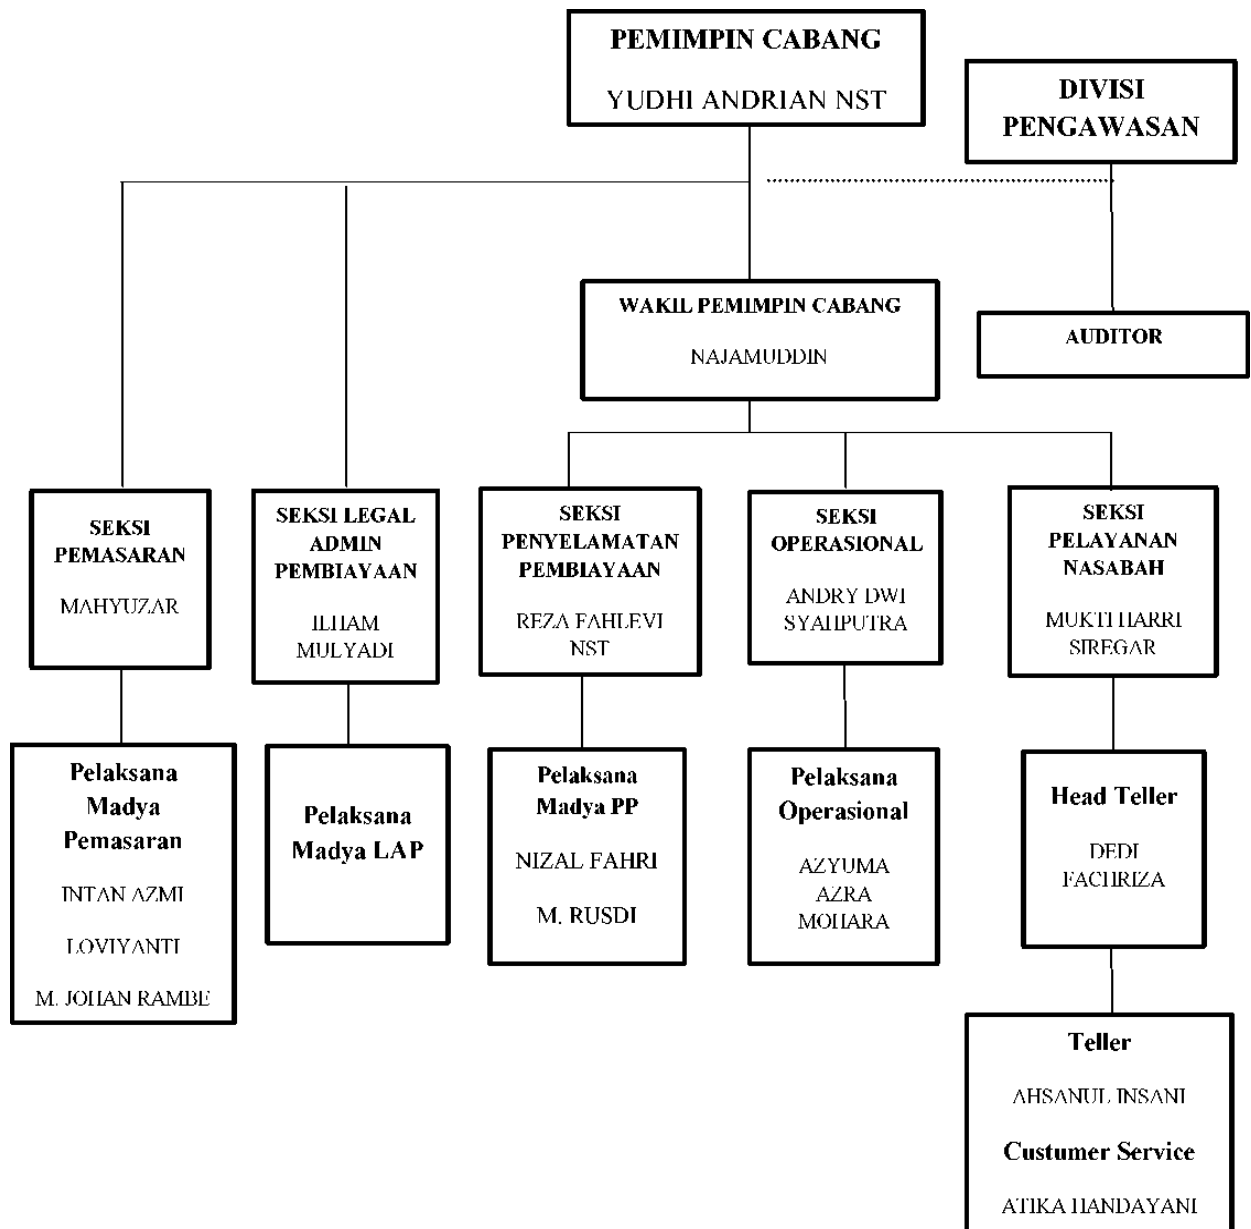 PEMIMPIN CABANG
YUDHI ANDRIAN NST
DIVISI
PENGAWASAN
WAKIL PEMIMPIN CABANG
NAJAMUDDIN
AUDITOR
SEKSI
PEMASARAN
MAHYUZAR
SEKSI LEGAL
ADMIN
PEMBIAYAAN
ILHAM
MULYADI
SEKSI
PENYELAMATAN
PEMBIAYAAN
REZA FAHLEVI
NST
SEKSI
OPERASIONAL
ANDRY DWI
SYAHPUTRA
SEKSI
PELAYANAN
NASABAH
MUKTI HARRI
SIREGAR
Pelaksana
Madya
Pemasaran
INTAN AZMI
LOVIYANTI
M. JOHAN RAMBE
Pelaksana
Madya LAP
Pelaksana
Madya PP
NIZAL FAHRI
M. RUSDI
Pelaksana
Operasional
AZYUMA
AZRA
MOHARA
Head Teller
DEDI
FACHRIZA
Teller
AHSANUL INSANI
Custumer Service
ATIKA HANDAYANI